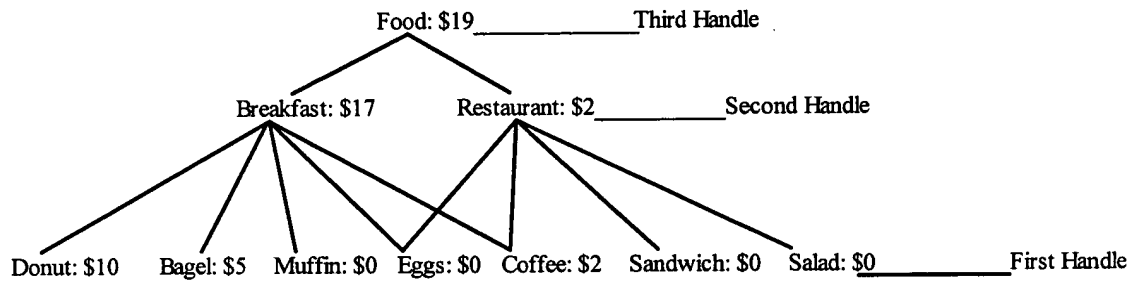 Food: $19 Third Handle
Breakfast: $17 Restaurant: $2 Second Handle
Donut: $10 Bagel: $5 Muffin: $0 Eggs: $0 Coffee: $2 Sandwich: $0 Salad: $0 First Handle